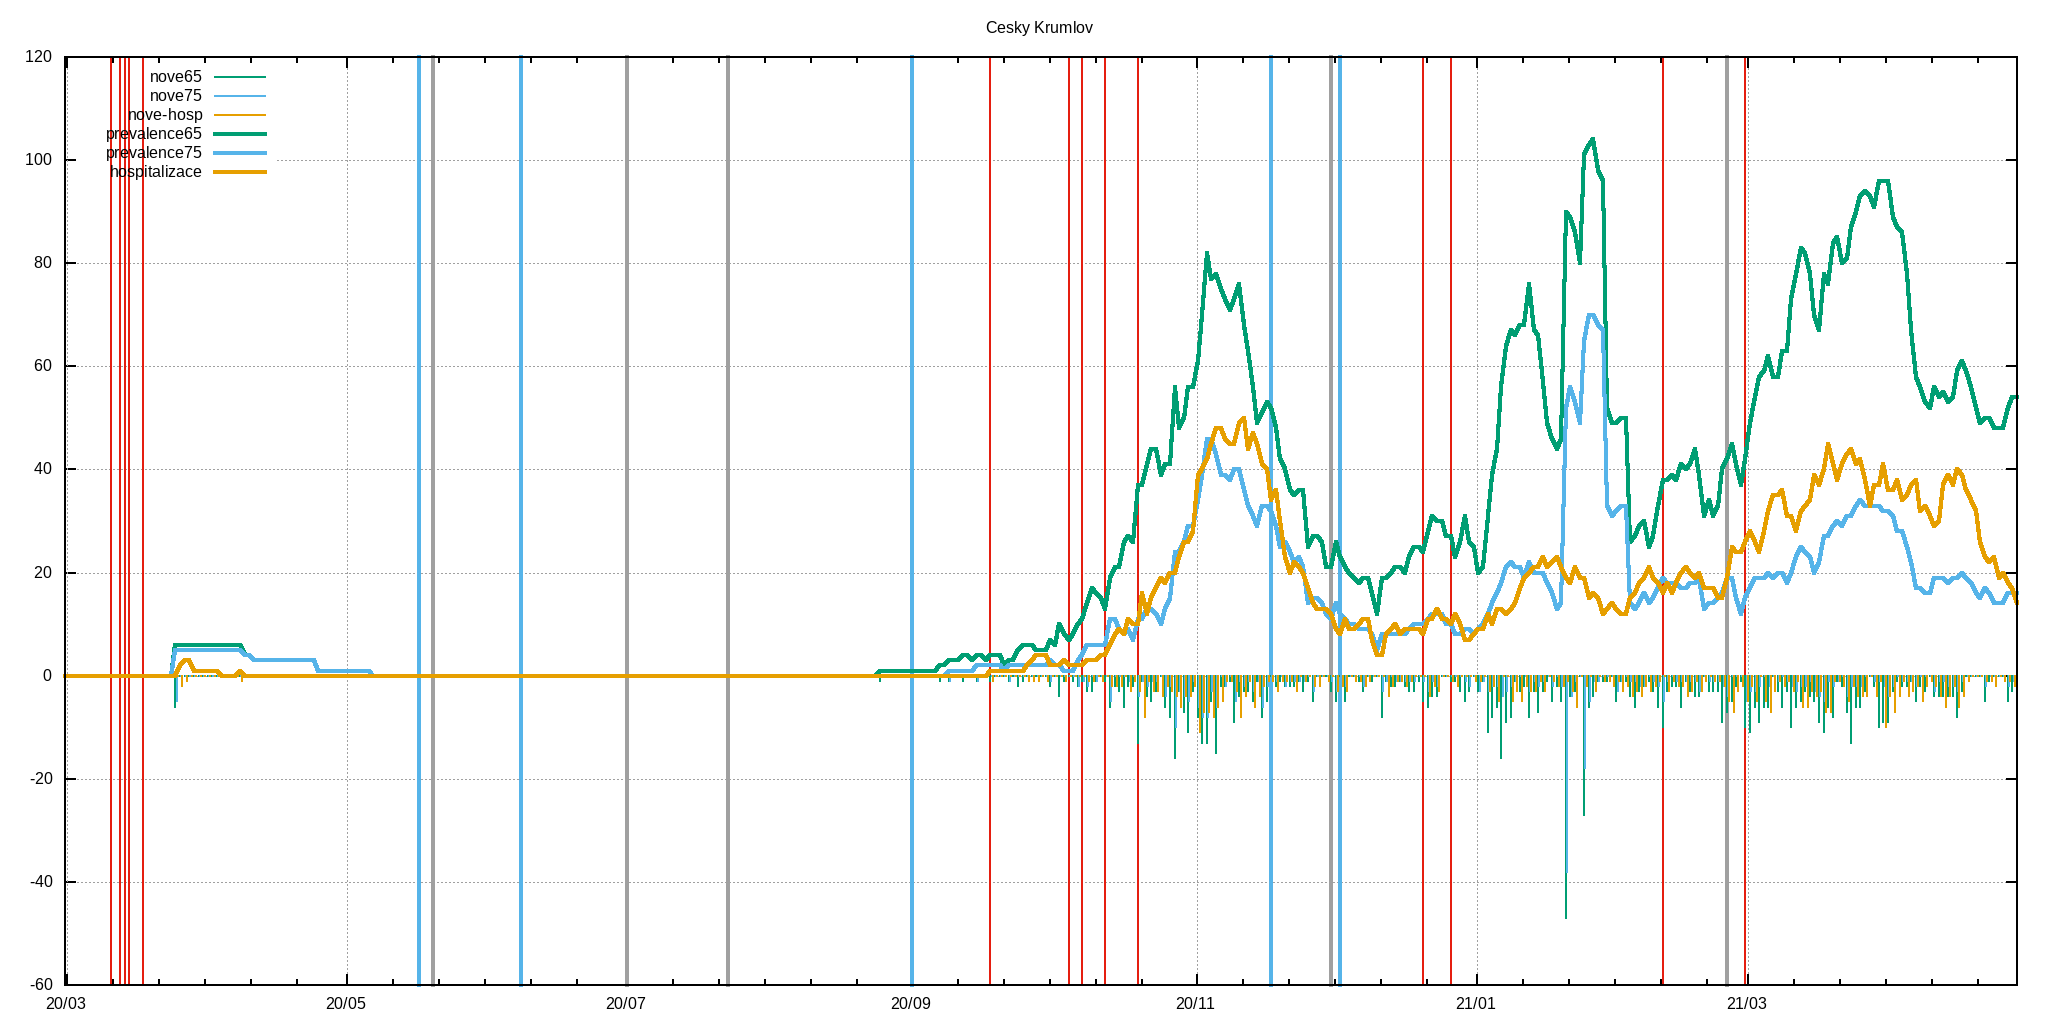 Cesky Krumlov
120
100
80
60
40
20
0
-20
-40
-60
nove65
nove75
nove-hosp
prevalence65
prevalence75
hospitalizace
20/03 20/05 20/07 20/09 20/11 21/01 21/03